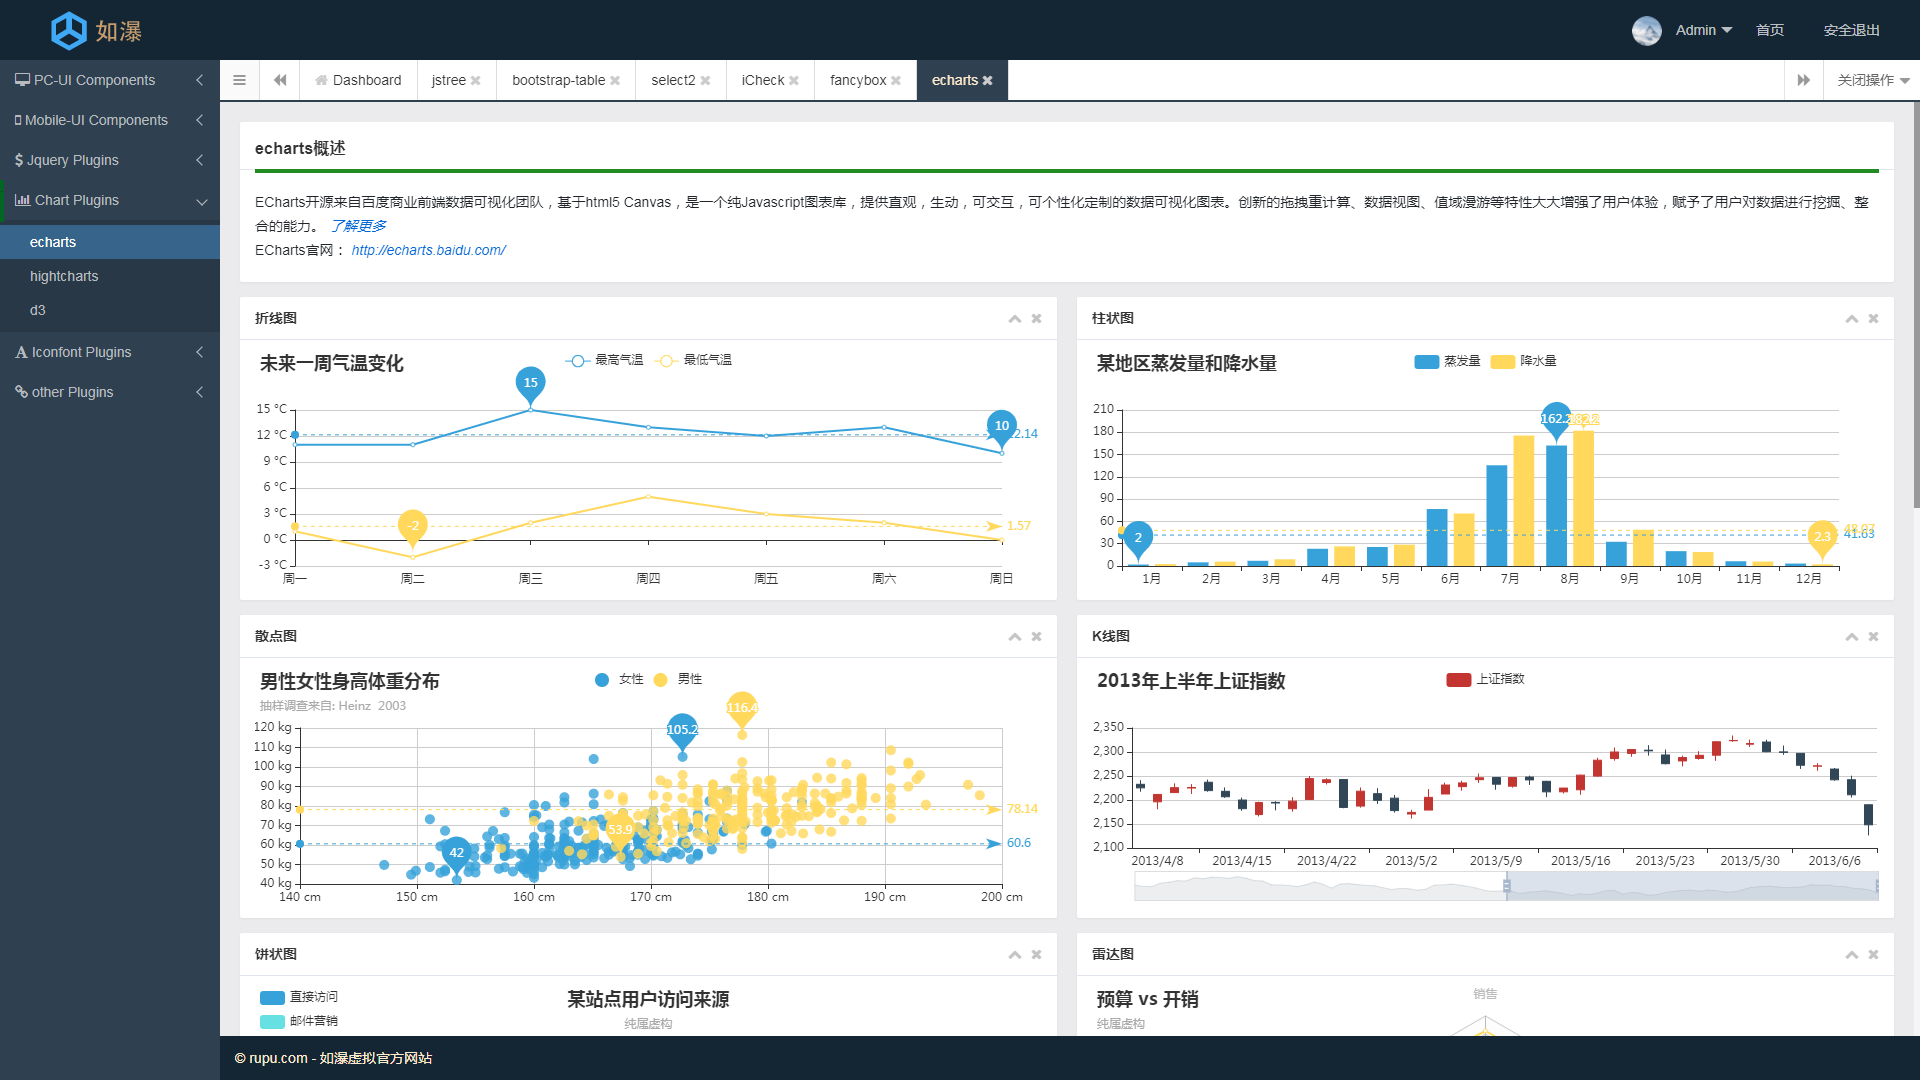 如瀑
Admin
首页
安全退出
PC-UI Components
Mobile-UI Components
Jquery Plugins
Chart Plugins
echarts
hightcharts
d3
Iconfont Plugins
other Plugins
Dashboard
jstree
bootstrap-table
select2
iCheck
fancybox
echarts
关闭操作
echarts概述
ECharts开源来自百度商业前端数据可视化团队，基于html5 Canvas，是一个纯Javascript图表库，提供直观，生动，可交互，可个性化定制的数据可视化图表。创新的拖拽重计算、数据视图、值域漫游等特性大大增强了用户体验，赋予了用户对数据进行挖掘、整
合的能力。 了解更多
ECharts官网： http://echarts.baidu.com/
折线图
未来一周气温变化
最高气温 最低气温
15
10
-2
15 °C
12 °C
9 °C
6 °C
3 °C
0 °C
-3 °C
1.57
周一 周二 周三 周四 周五 周六 周日
柱状图
某地区蒸发量和降水量
蒸发量 降水量
210
180
150
120
90
60
30
0
2
2.3
41.63
1月 2月 3月 4月 5月 6月 7月 8月 9月 10月 11月 12月
散点图
男性女性身高体重分布
抽样调查来自: Heinz 2003
女性 男性
116.4
105.2
53.9
42
120 kg
110 kg
100 kg
90 kg
80 kg
70 kg
60 kg
50 kg
40 kg
78.14
60.6
140 cm 150 cm 160 cm 170 cm 180 cm 190 cm 200 cm
K线图
2013年上半年上证指数
上证指数
2,350
2,300
2,250
2,200
2,150
2,100
2013/4/8 2013/4/15 2013/4/22 2013/5/2 2013/5/9 2013/5/16 2013/5/23 2013/5/30 2013/6/6
饼状图
直接访问
邮件营销
某站点用户访问来源
纯属虚构
雷达图
预算 vs 开销
纯属虚构
销售
© rupu.com - 如瀑虚拟官方网站